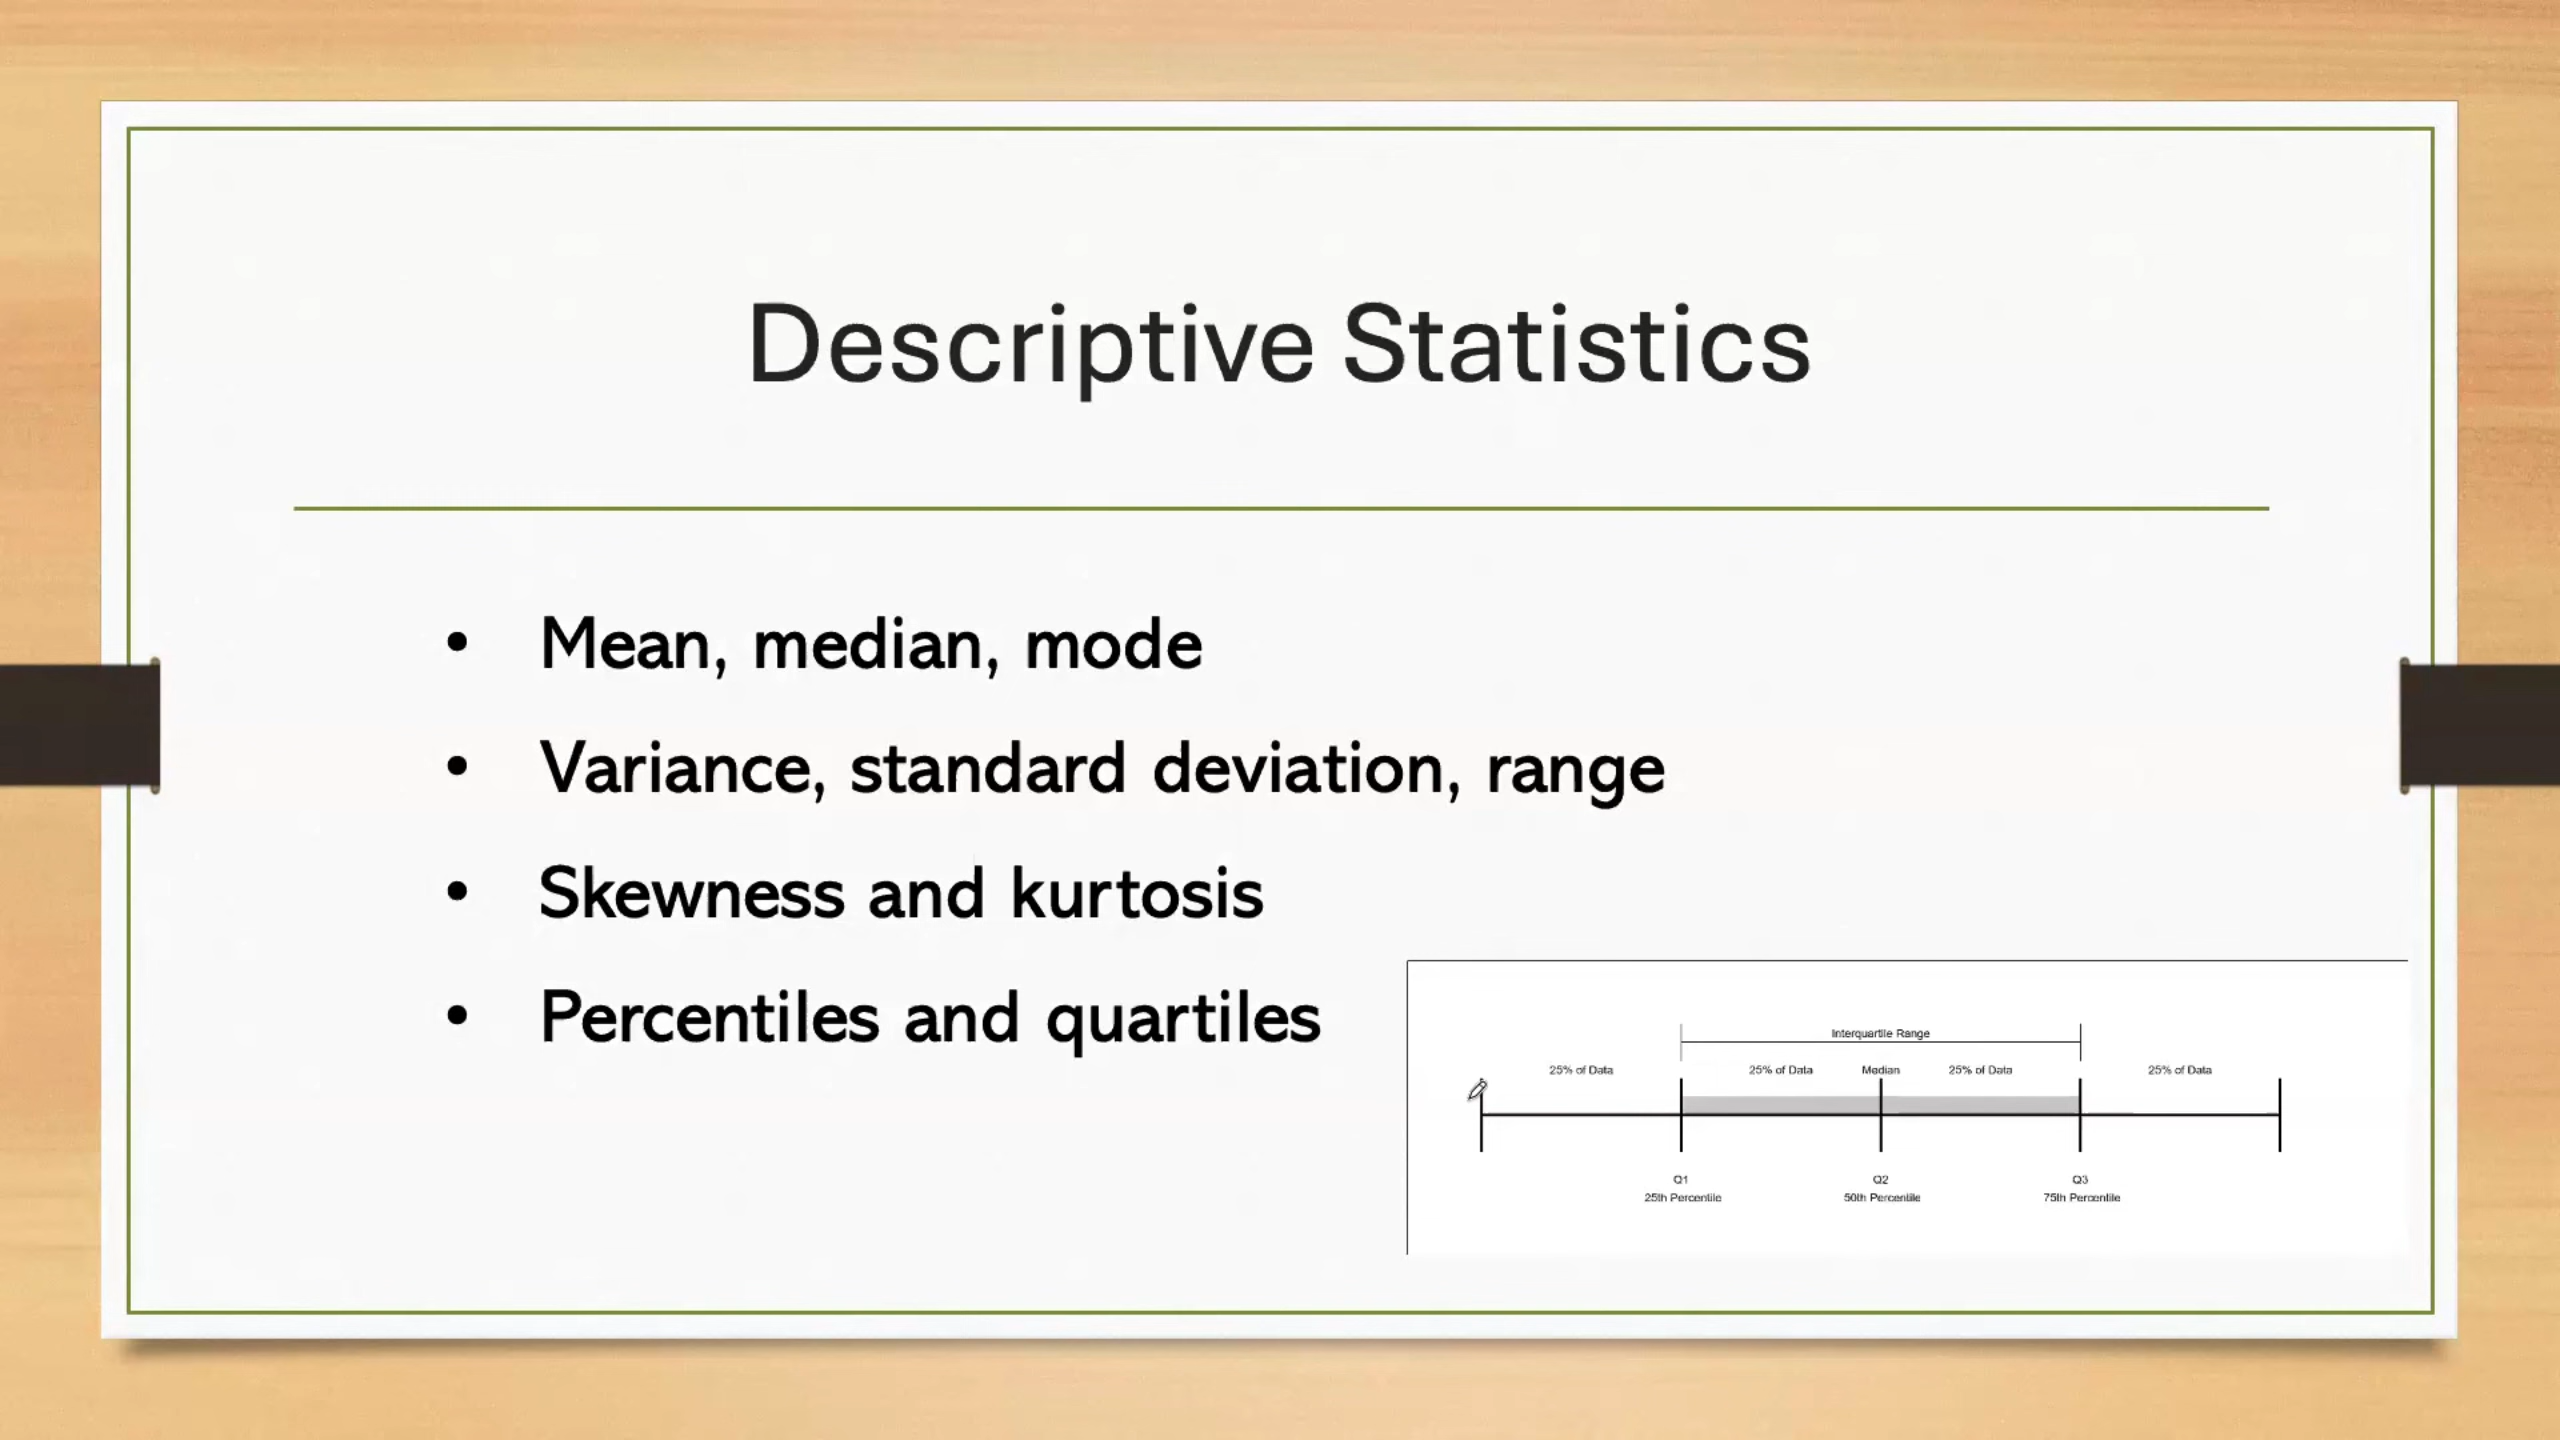 Descriptive Statistics
• Mean, median, mode
• Variance, standard deviation, range
• Skewness and kurtosis
• Percentiles and quartiles
Interquartile Range
25% of Data 25% of Data Median 25% of Data 25% of Data
Q1 Q2 Q3
25th Percentile 50th Percentile 75th Percentile